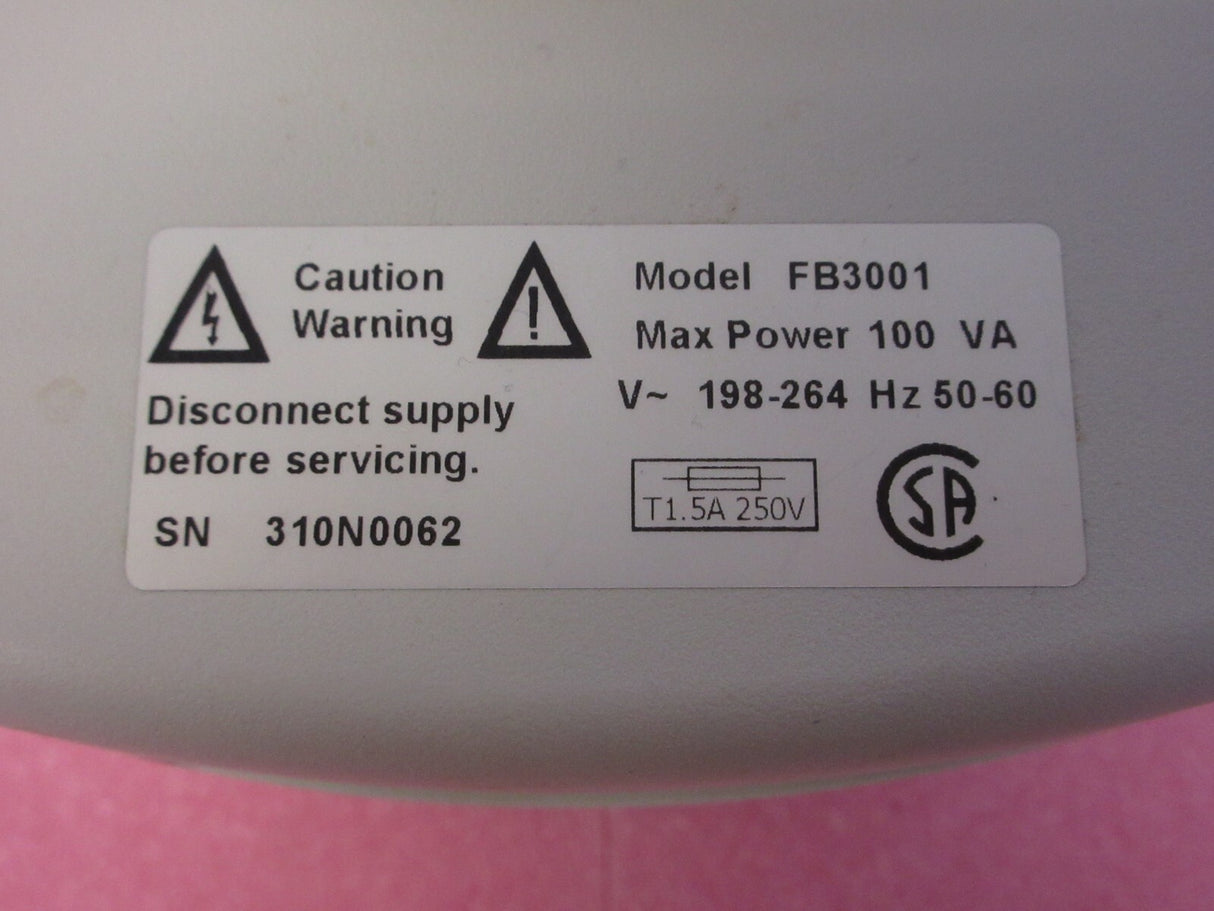 Caution
Warning
Disconnect supply
before servicing.
SN 310N0062
Model FB3001
Max Power 100 VA
V~ 198-264 Hz 50-60
T1.5A 250V
CSA